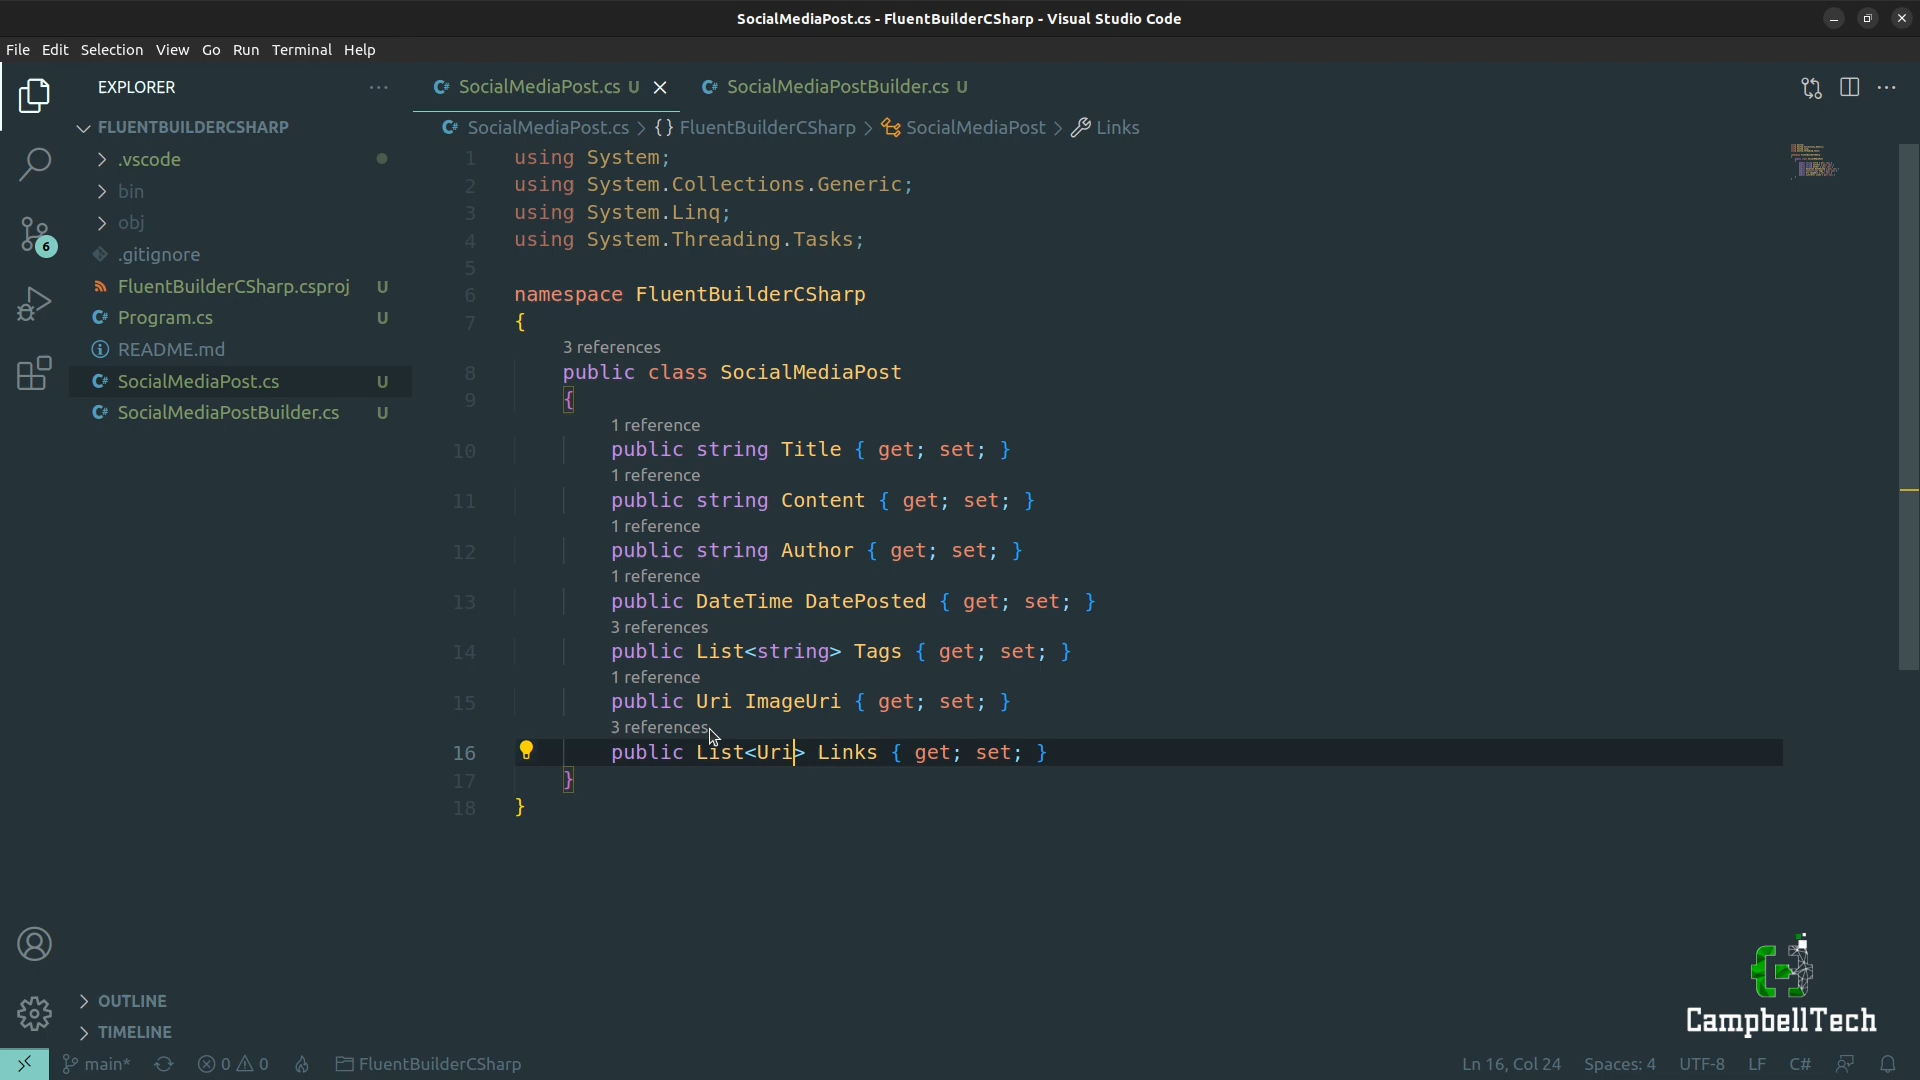 SocialMediaPost.cs - FluentBuilderCSharp - Visual Studio Code
File Edit Selection View Go Run Terminal Help
EXPLORER
FLUENTBUILDERCSHARP
.vscode
bin
obj
.gitignore
FluentBuilderCSharp.csproj U
Program.cs U
README.md
SocialMediaPost.cs U
SocialMediaPostBuilder.cs U
6
OUTLINE
TIMELINE
SocialMediaPost.cs U
SocialMediaPostBuilder.cs U
SocialMediaPost.cs > {} FluentBuilderCSharp > SocialMediaPost > Links
1 using System;
2 using System.Collections.Generic;
3 using System.Linq;
4 using System.Threading.Tasks;
5
6 namespace FluentBuilderCSharp
7 {
3 references
8 public class SocialMediaPost
9 {
1 reference
10 public string Title { get; set; }
1 reference
11 public string Content { get; set; }
1 reference
12 public string Author { get; set; }
1 reference
13 public DateTime DatePosted { get; set; }
3 references
14 public List<string> Tags { get; set; }
1 reference
15 public Uri ImageUri { get; set; }
3 references
16 public List<Uri> Links { get; set; }
17 }
18 }
CampbellTech
main* 0 0 FluentBuilderCSharp Ln 16, Col 24 Spaces: 4 UTF-8 LF C#